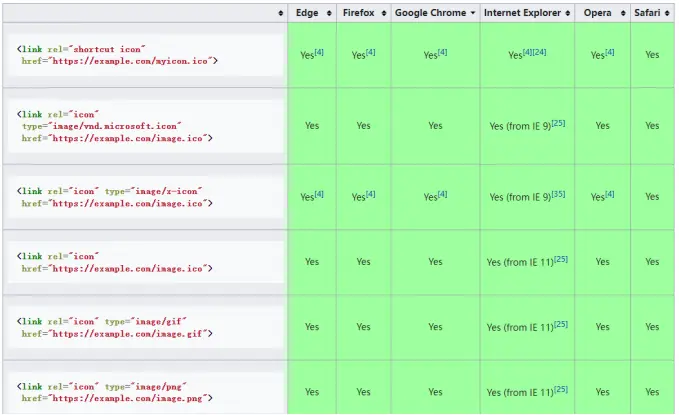 Edge Firefox Google Chrome Internet Explorer Opera Safari
<link rel="shortcut icon"
href="https://example.com/myicon.ico">
Yes[4] Yes[4] Yes[4] Yes[4][24] Yes[4] Yes
<link rel="icon"
type="image/vnd.microsoft.icon"
href="https://example.com/image.ico">
Yes Yes Yes Yes (from IE 9)[25] Yes Yes
<link rel="icon" type="image/x-icon"
href="https://example.com/image.ico">
Yes[4] Yes[4] Yes[4] Yes (from IE 9)[35] Yes[4] Yes
<link rel="icon"
href="https://example.com/image.ico">
Yes Yes Yes Yes (from IE 11)[25] Yes Yes
<link rel="icon" type="image/gif"
href="https://example.com/image.gif">
Yes Yes Yes Yes (from IE 11)[25] Yes Yes
<link rel="icon" type="image/png"
href="https://example.com/image.png">
Yes Yes Yes Yes (from IE 11)[25] Yes Yes